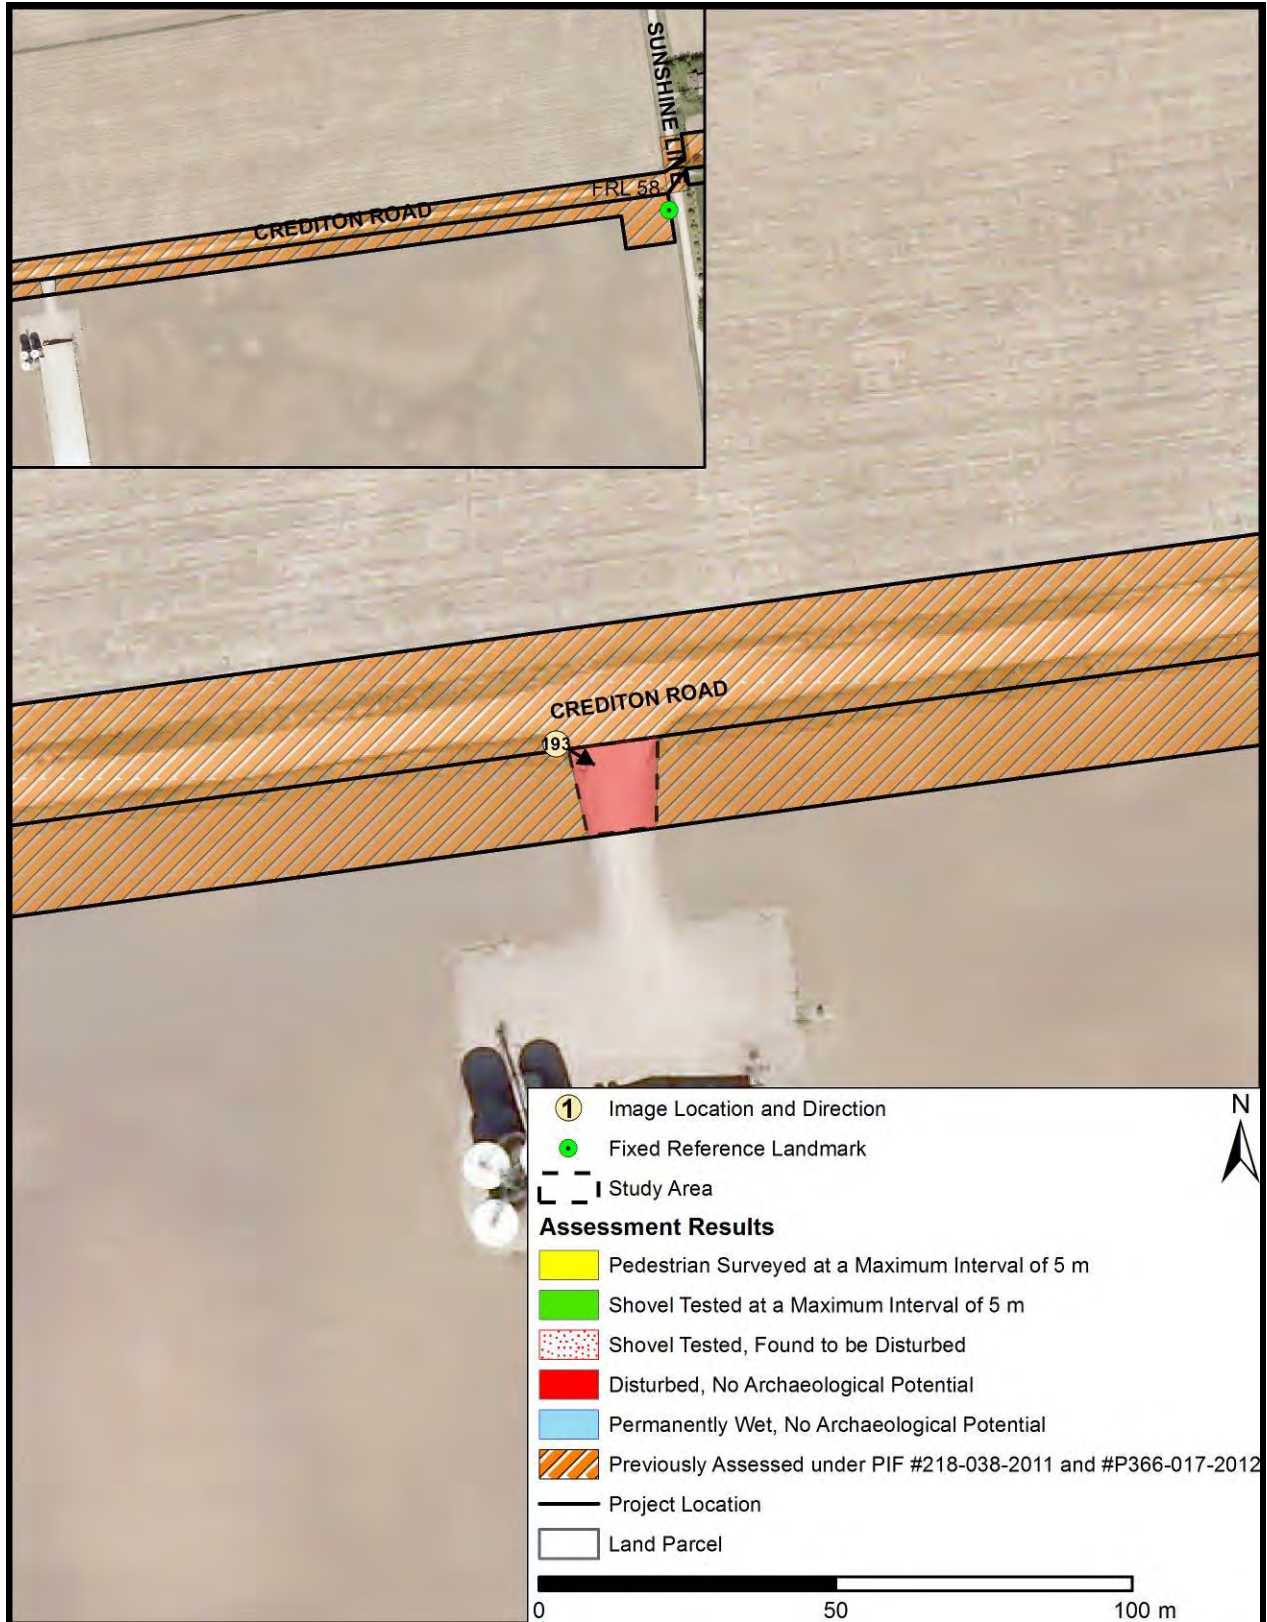 SUNSHINE LINE
FRL 58
CREDITON ROAD
CREDITON ROAD
193
1 Image Location and Direction
N
Fixed Reference Landmark
Study Area
Assessment Results
Pedestrian Surveyed at a Maximum Interval of 5 m
Shovel Tested at a Maximum Interval of 5 m
Shovel Tested, Found to be Disturbed
Disturbed, No Archaeological Potential
Permanently Wet, No Archaeological Potential
Previously Assessed under PIF #218-038-2011 and #P366-017-2012
Project Location
Land Parcel
0 50 100 m